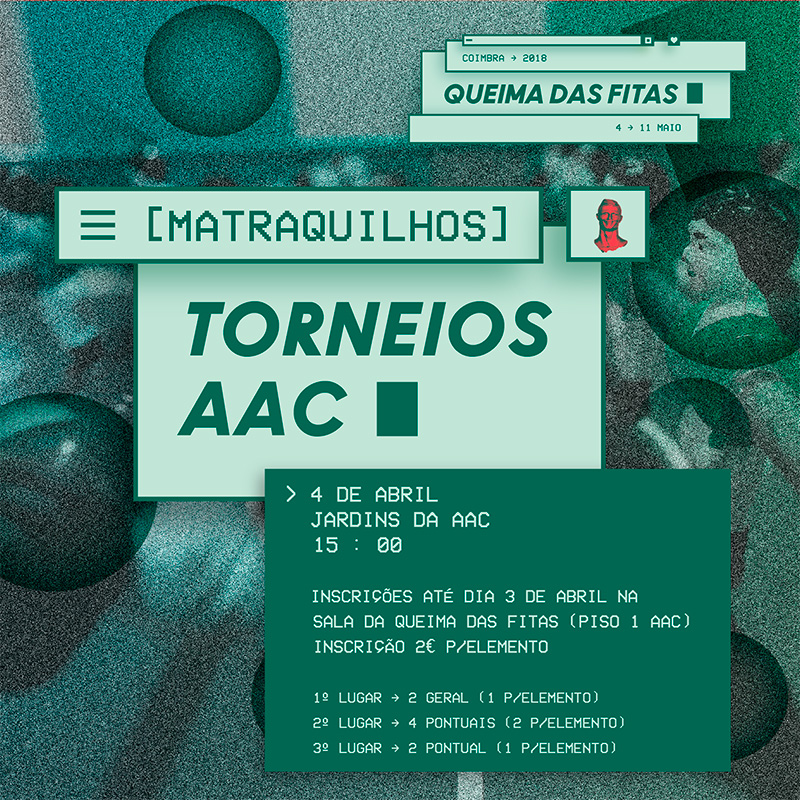 COIMBRA → 2018
QUEIMA DAS FITAS
4 → 11 MAIO
[MATRAQUILHOS]
TORNEIOS
AAC
> 4 DE ABRIL
JARDINS DA AAC
15 : 00
INSCRIÇÕES ATÉ DIA 3 DE ABRIL NA
SALA DA QUEIMA DAS FITAS (PISO 1 AAC)
INSCRIÇÃO 2€ P/ELEMENTO
1º LUGAR → 2 GERAL (1 P/ELEMENTO)
2º LUGAR → 4 PONTUAIS (2 P/ELEMENTO)
3º LUGAR → 2 PONTUAL (1 P/ELEMENTO)